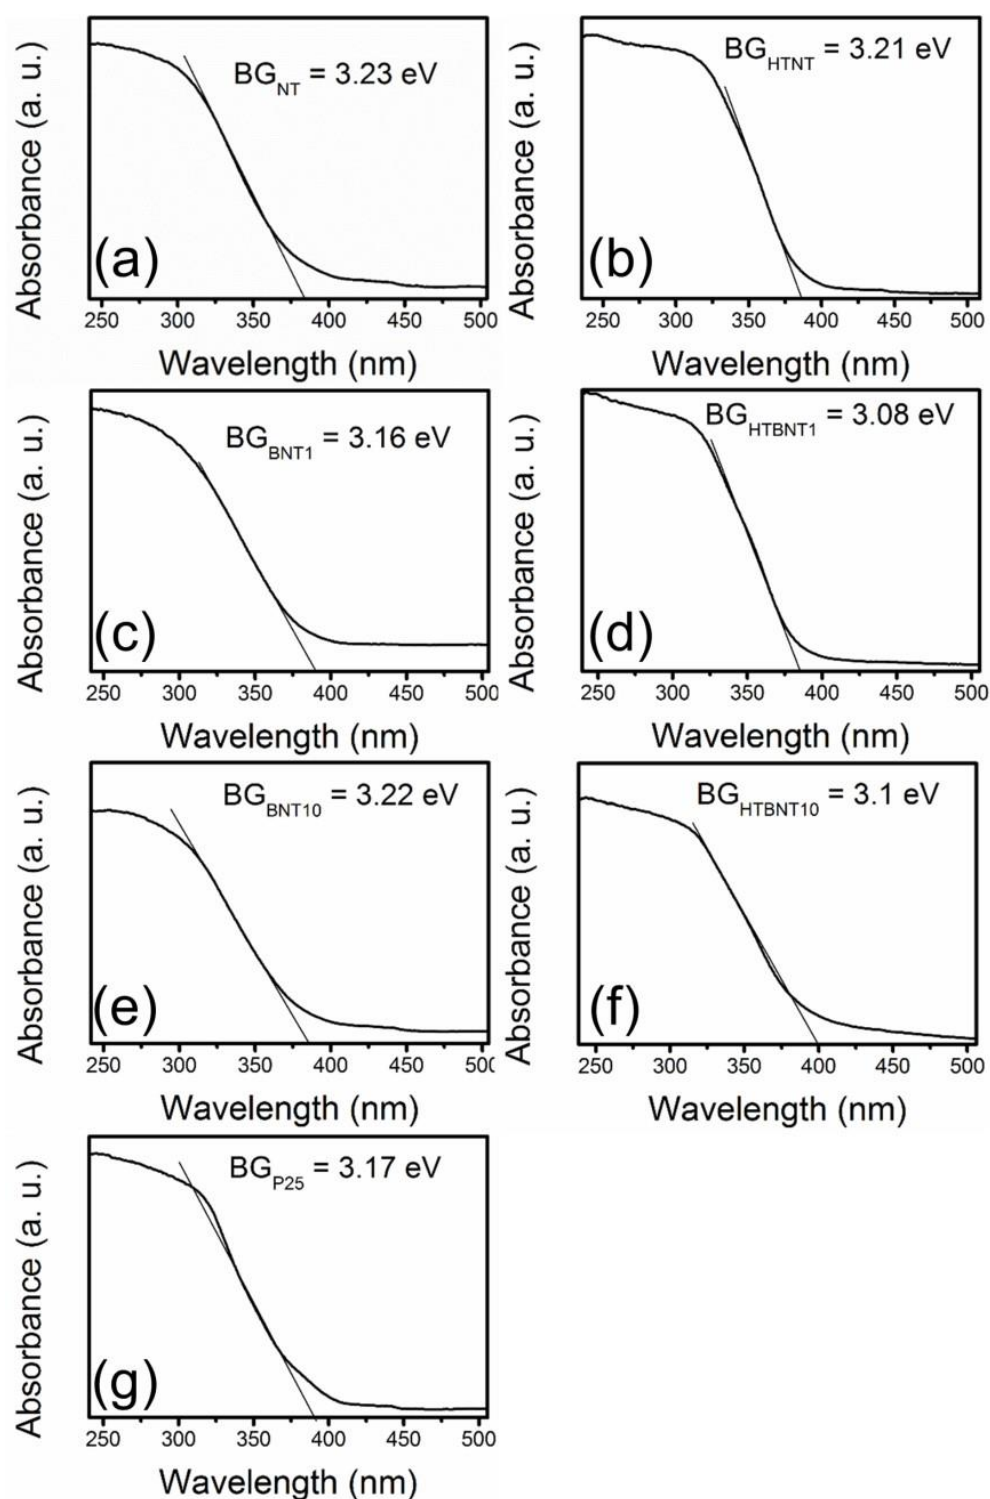 BG_NT = 3.23 eV
(a)
Absorbance (a. u.)
250 300 350 400 450 500
Wavelength (nm)
BG_HTNT = 3.21 eV
(b)
Absorbance (a. u.)
250 300 350 400 450 500
Wavelength (nm)
BG_BNT1 = 3.16 eV
(c)
Absorbance (a. u.)
250 300 350 400 450 500
Wavelength (nm)
BG_HTBNT1 = 3.08 eV
(d)
Absorbance (a. u.)
250 300 350 400 450 500
Wavelength (nm)
BG_BNT10 = 3.22 eV
(e)
Absorbance (a. u.)
250 300 350 400 450 500
Wavelength (nm)
BG_HTBNT10 = 3.1 eV
(f)
Absorbance (a. u.)
250 300 350 400 450 500
Wavelength (nm)
BG_P25 = 3.17 eV
(g)
Absorbance (a. u.)
250 300 350 400 450 500
Wavelength (nm)